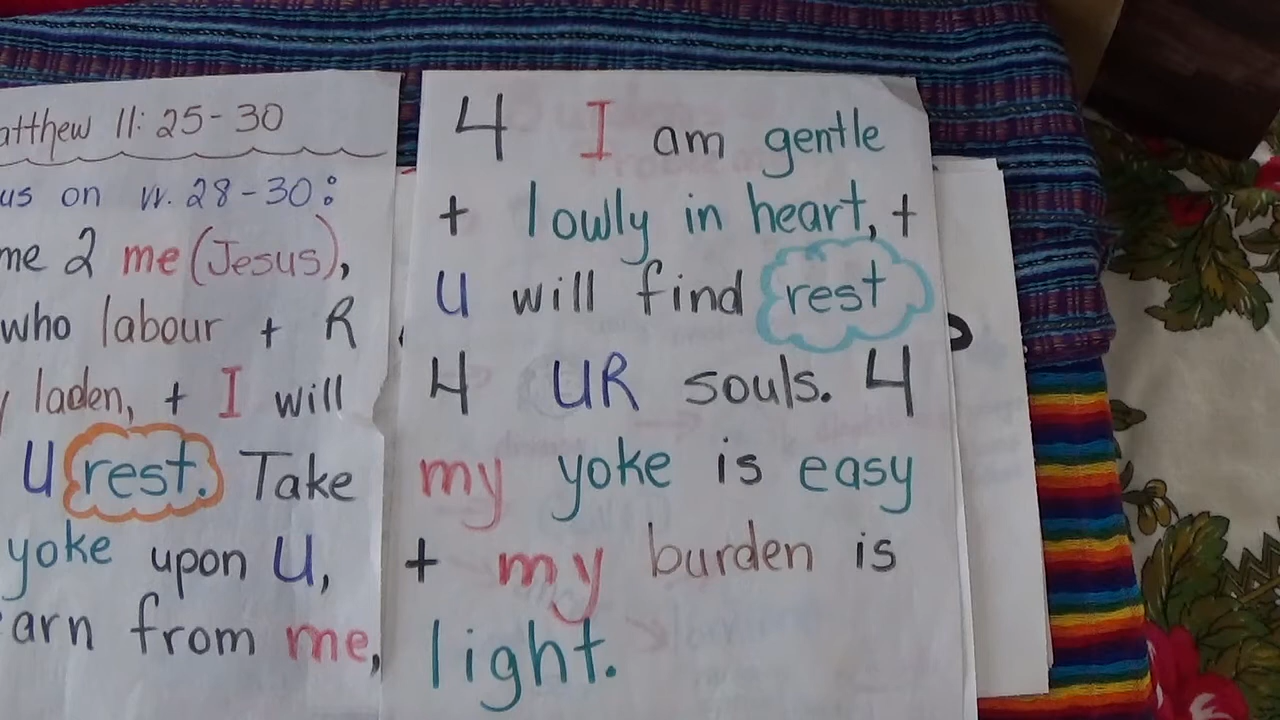 atthew 11: 25-30
us on vv. 28-30:
me 2 me (Jesus),
who labour + R
laden, + I will
U rest. Take
yoke upon U,
arn from me,
4 I am gentle
+ lowly in heart, +
U will find rest
4 UR souls. 4
my yoke is easy
+ my burden is
light.